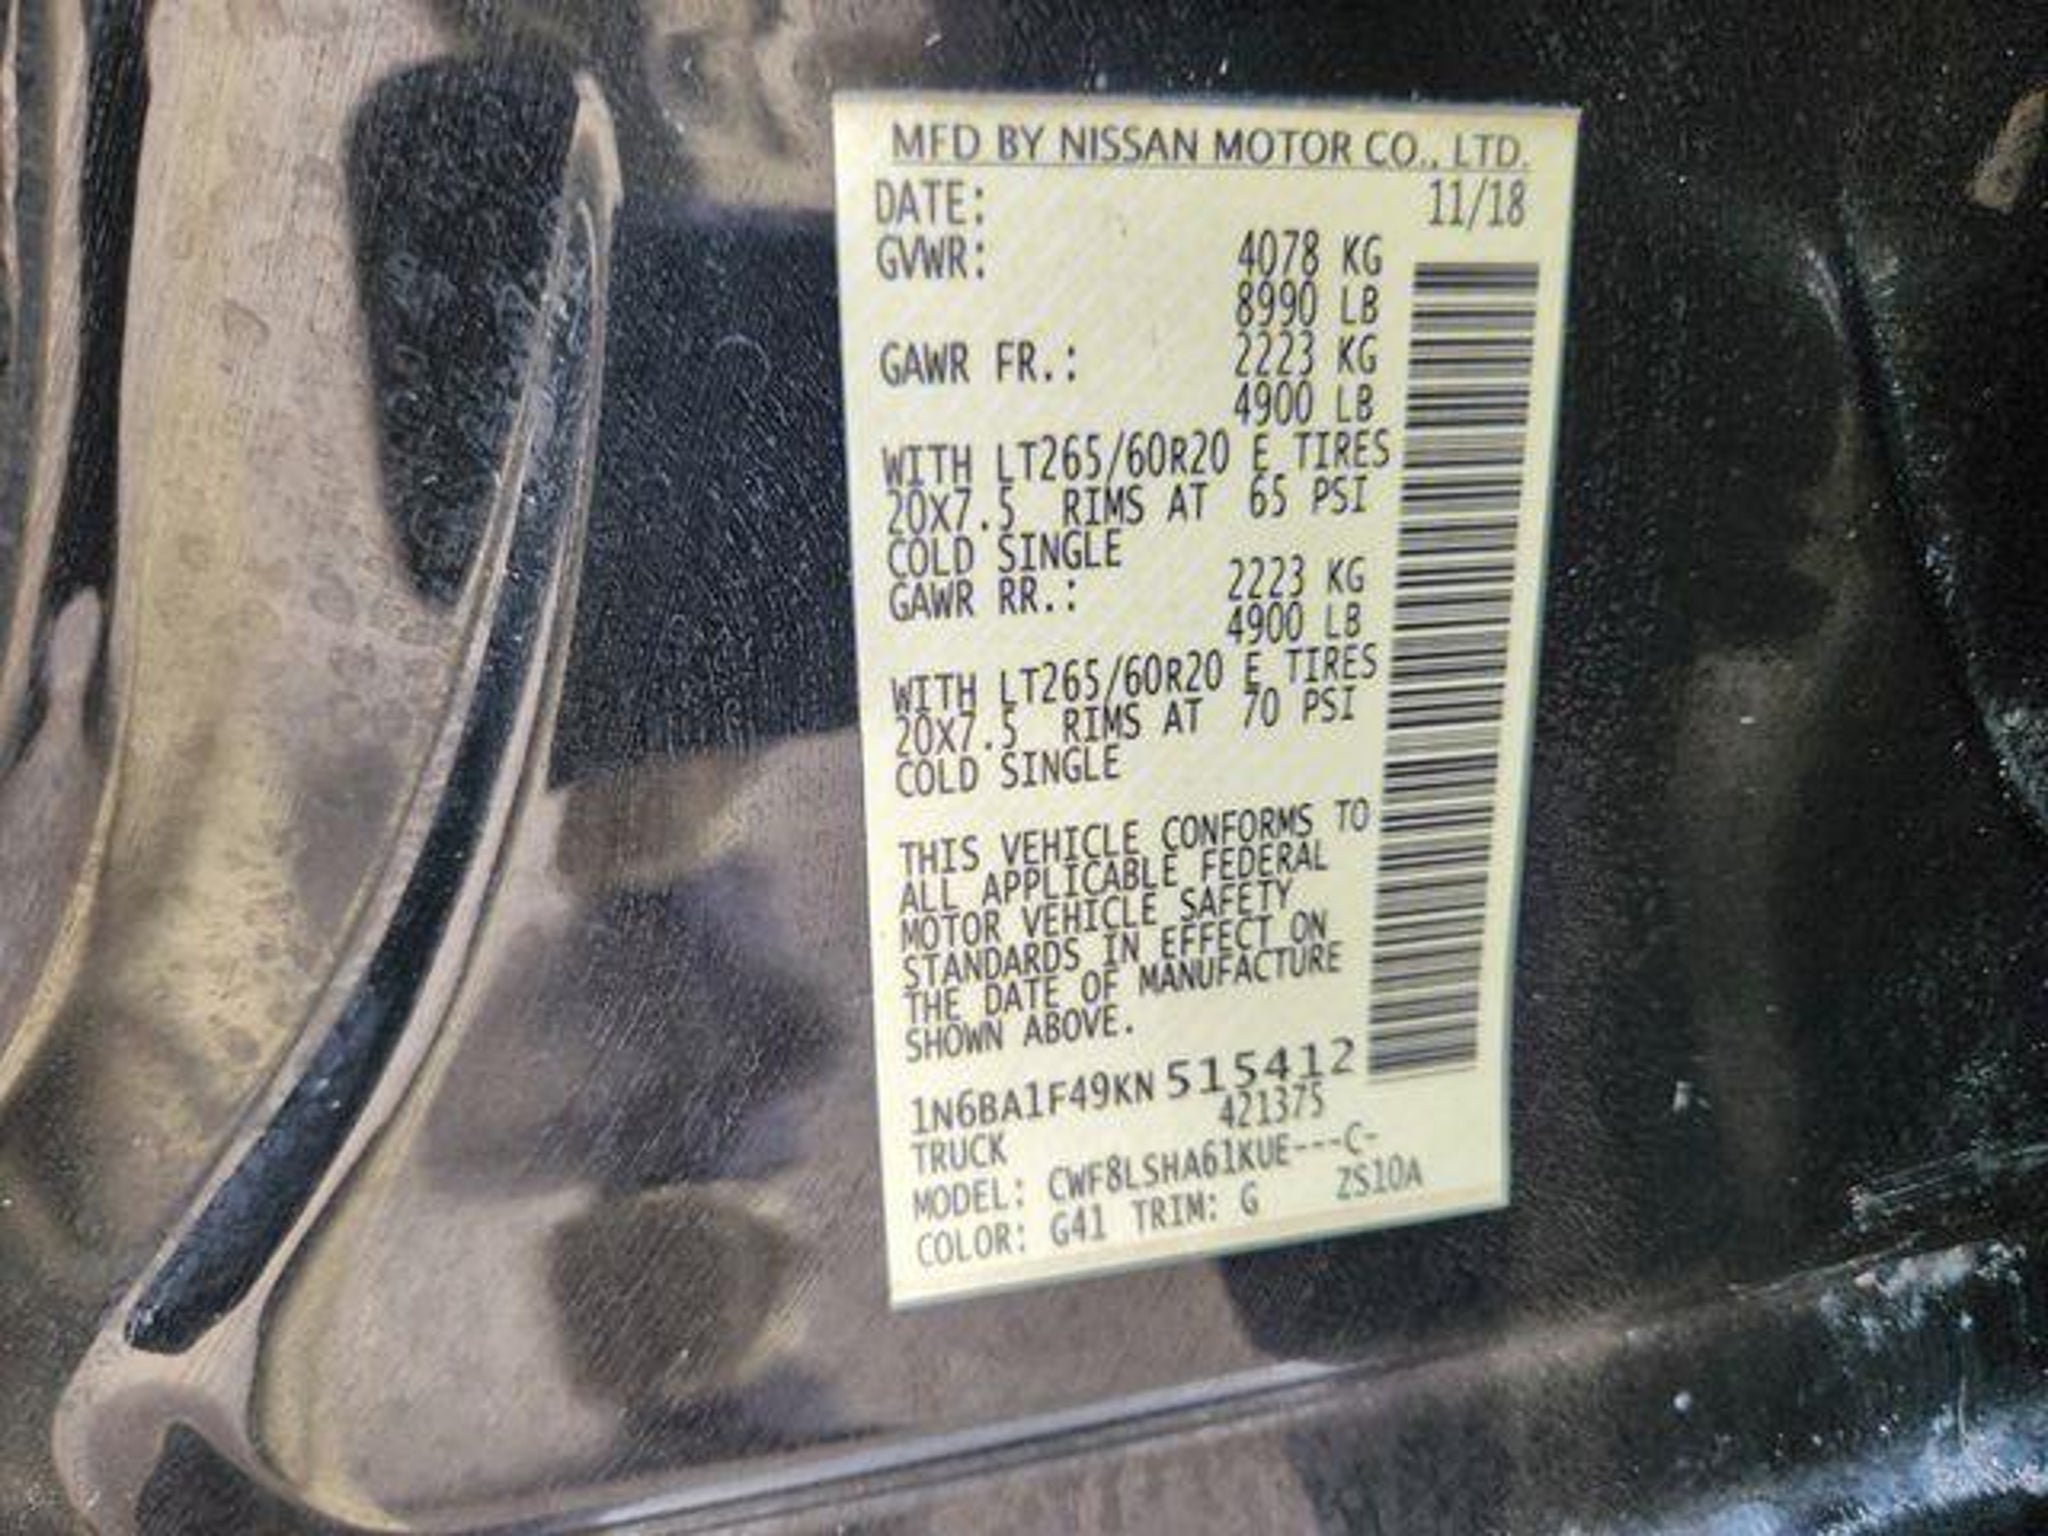 MFD BY NISSAN MOTOR CO., LTD.
DATE: 11/18
GVWR: 4078 KG
8990 LB
GAWR FR.: 2223 KG
4900 LB
WITH LT265/60R20 E TIRES
20X7.5 RIMS AT 65 PSI
COLD SINGLE
GAWR RR.: 2223 KG
4900 LB
WITH LT265/60R20 E TIRES
20X7.5 RIMS AT 70 PSI
COLD SINGLE
THIS VEHICLE CONFORMS TO
ALL APPLICABLE FEDERAL
MOTOR VEHICLE SAFETY
STANDARDS IN EFFECT ON
THE DATE OF MANUFACTURE
SHOWN ABOVE.
1N6BA1F49KN515412
TRUCK 421375
MODEL: CWF8LSHA61KUE---C-
COLOR: G41 TRIM: G ZS10A